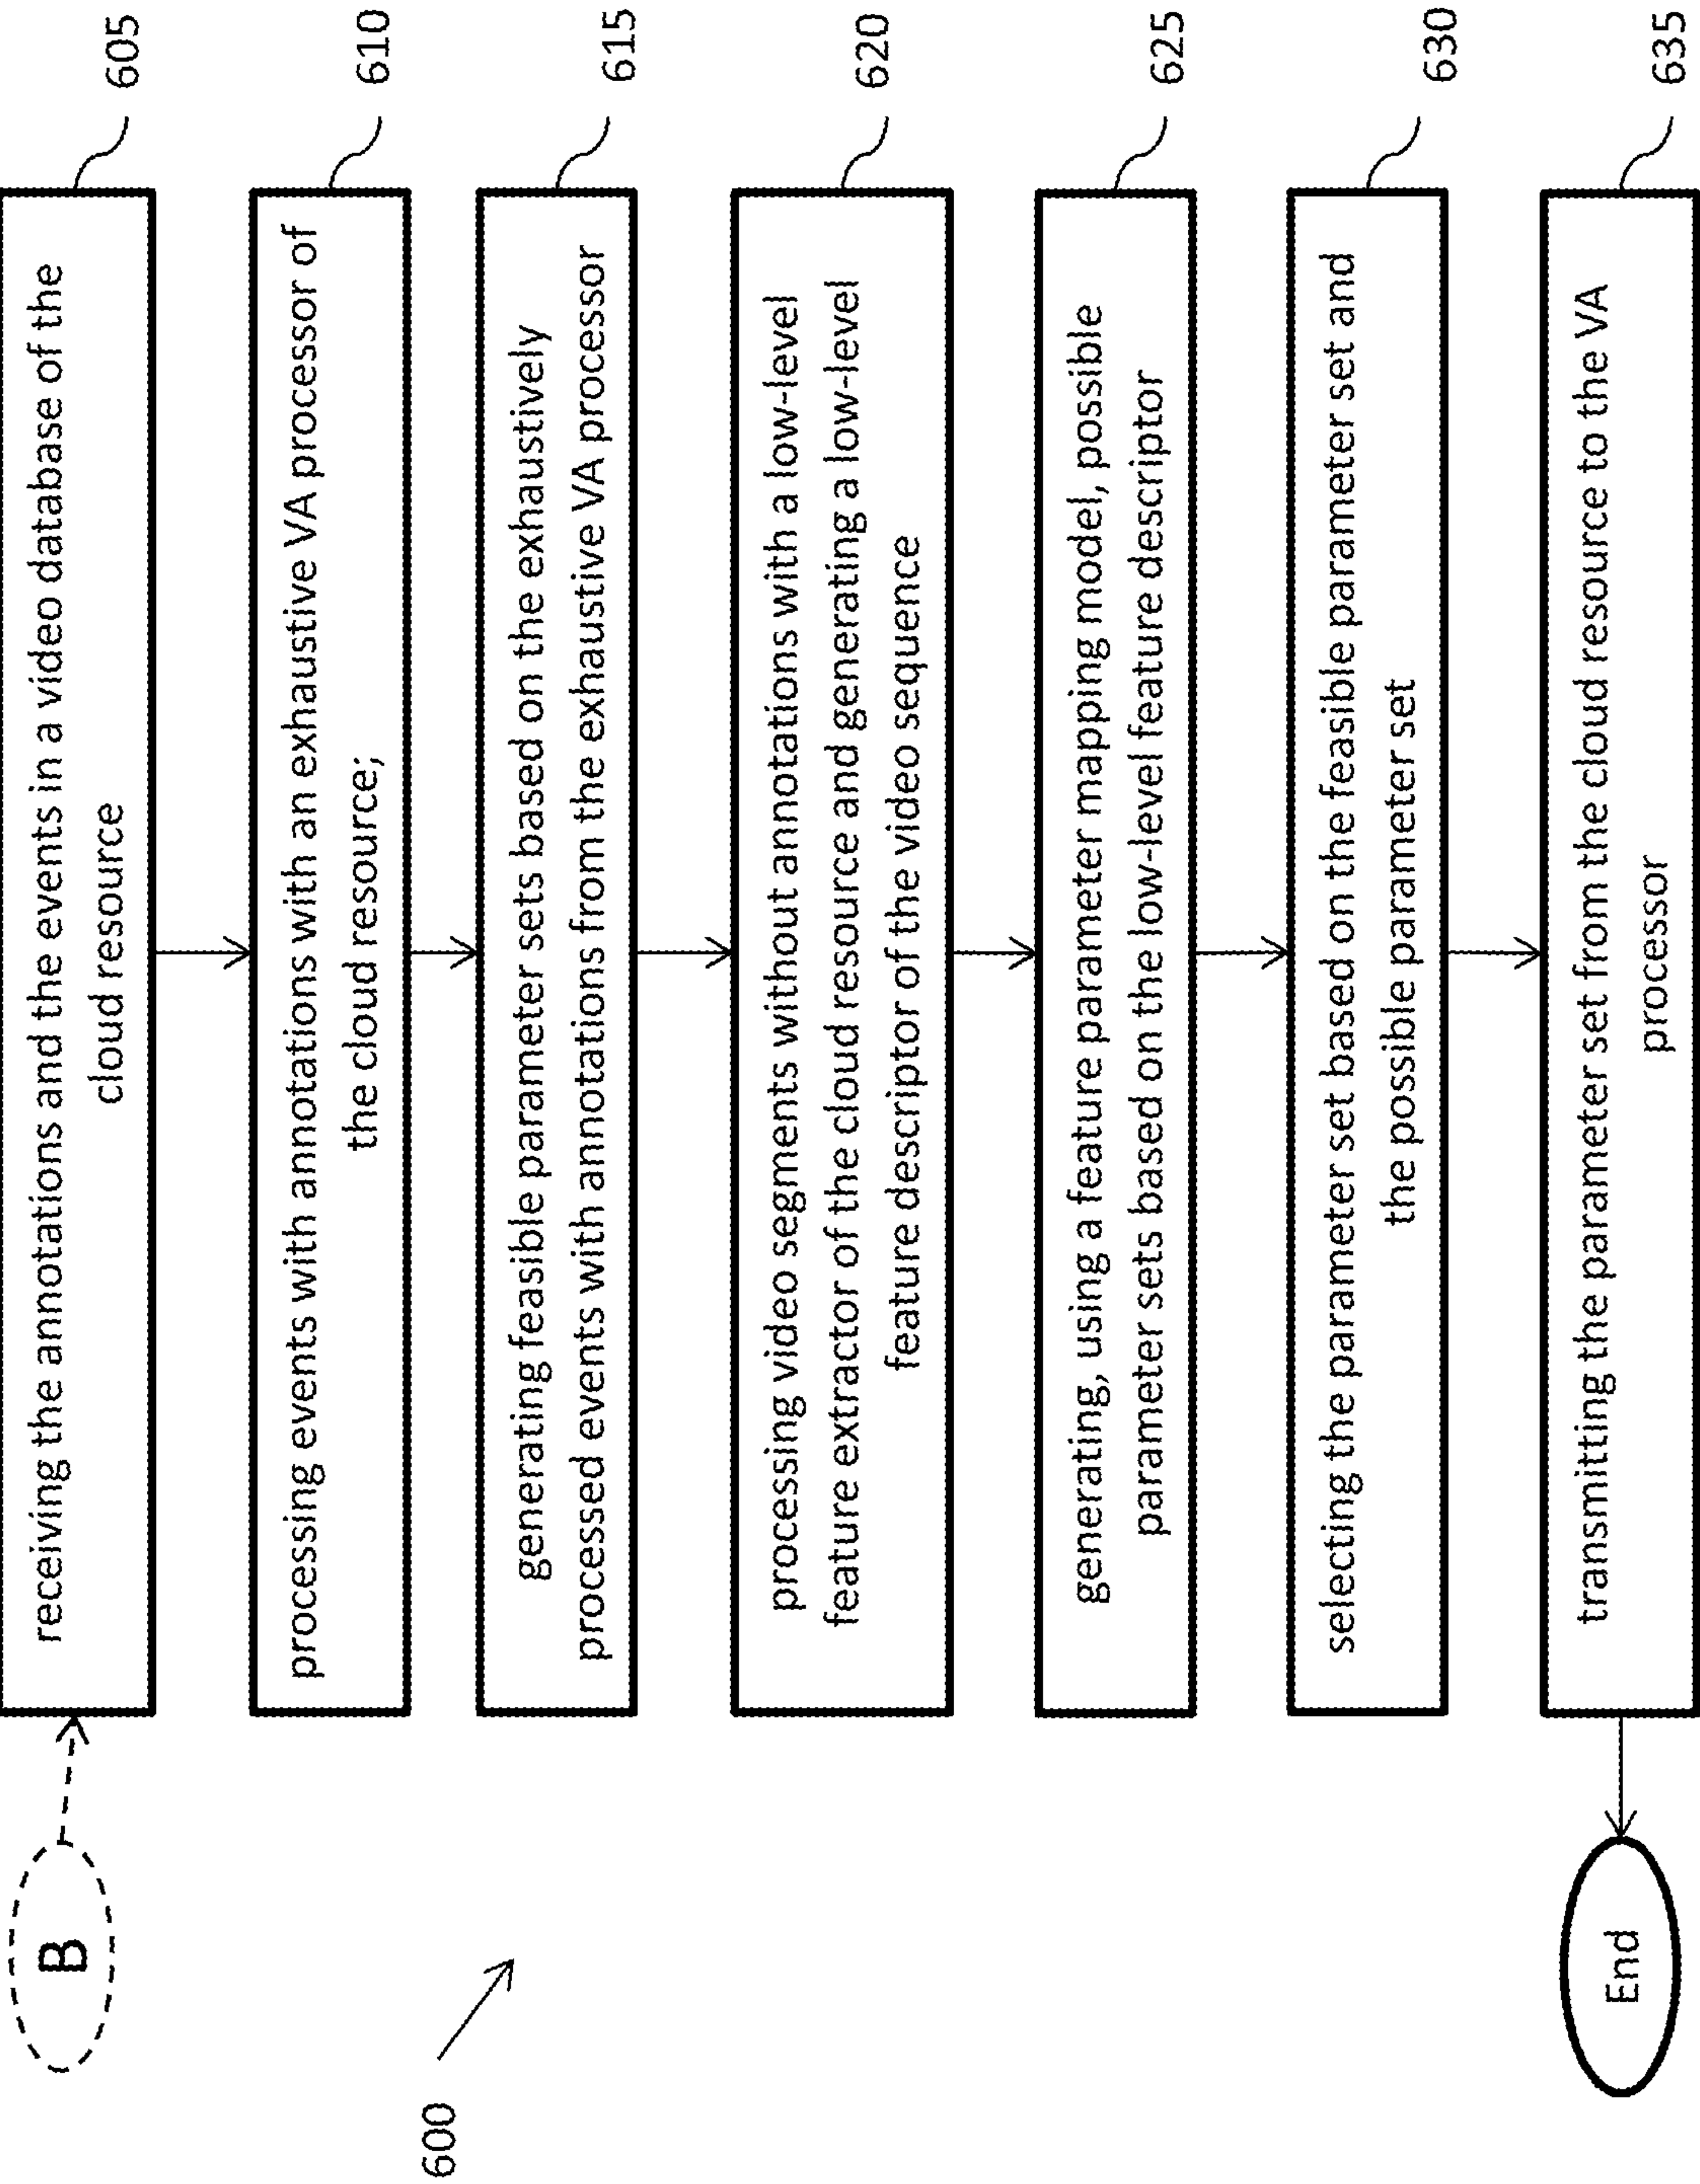 B
receiving the annotations and the events in a video database of the
cloud resource
605
processing events with annotations with an exhaustive VA processor of
the cloud resource;
610
generating feasible parameter sets based on the exhaustively
processed events with annotations from the exhaustive VA processor
615
600
processing video segments without annotations with a low-level
feature extractor of the cloud resource and generating a low-level
feature descriptor of the video sequence
620
generating, using a feature parameter mapping model, possible
parameter sets based on the low-level feature descriptor
625
selecting the parameter set based on the feasible parameter set and
the possible parameter set
630
transmitting the parameter set from the cloud resource to the VA
processor
635
End